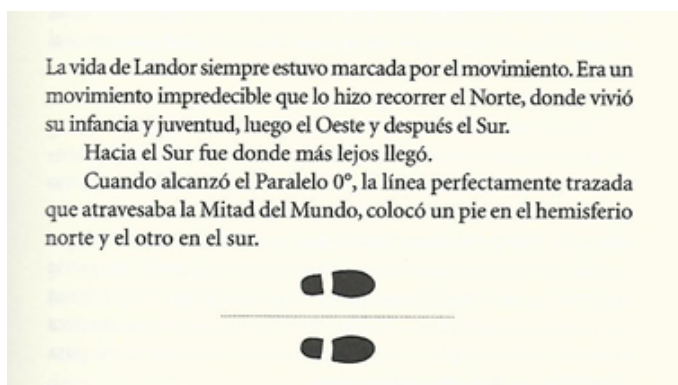 La vida de Landor siempre estuvo marcada por el movimiento. Era un
movimiento impredecible que lo hizo recorrer el Norte, donde vivió
su infancia y juventud, luego el Oeste y después el Sur.
Hacia el Sur fue donde más lejos llegó.
Cuando alcanzó el Paralelo 0°, la línea perfectamente trazada
que atravesaba la Mitad del Mundo, colocó un pie en el hemisferio
norte y el otro en el sur.